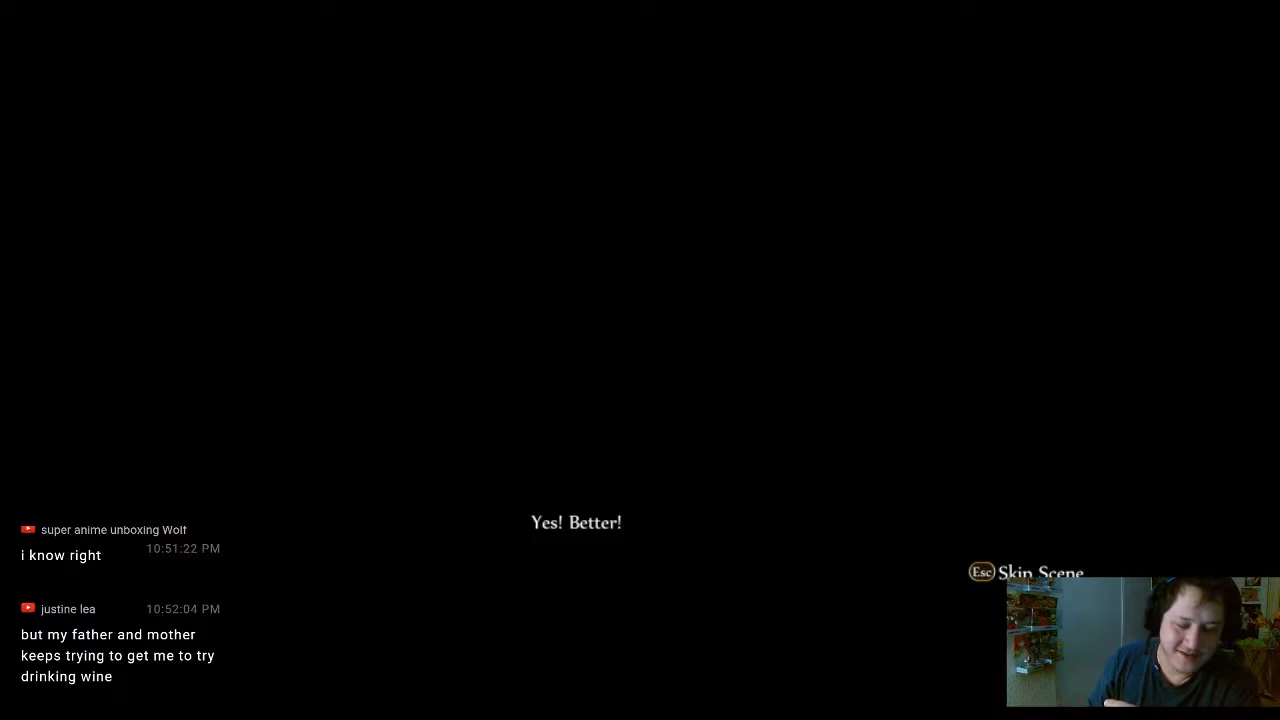 Yes! Better!
Esc Skip Scene
super anime unboxing Wolf
i know right
10:51:22 PM
justine lea
10:52:04 PM
but my father and mother
keeps trying to get me to try
drinking wine